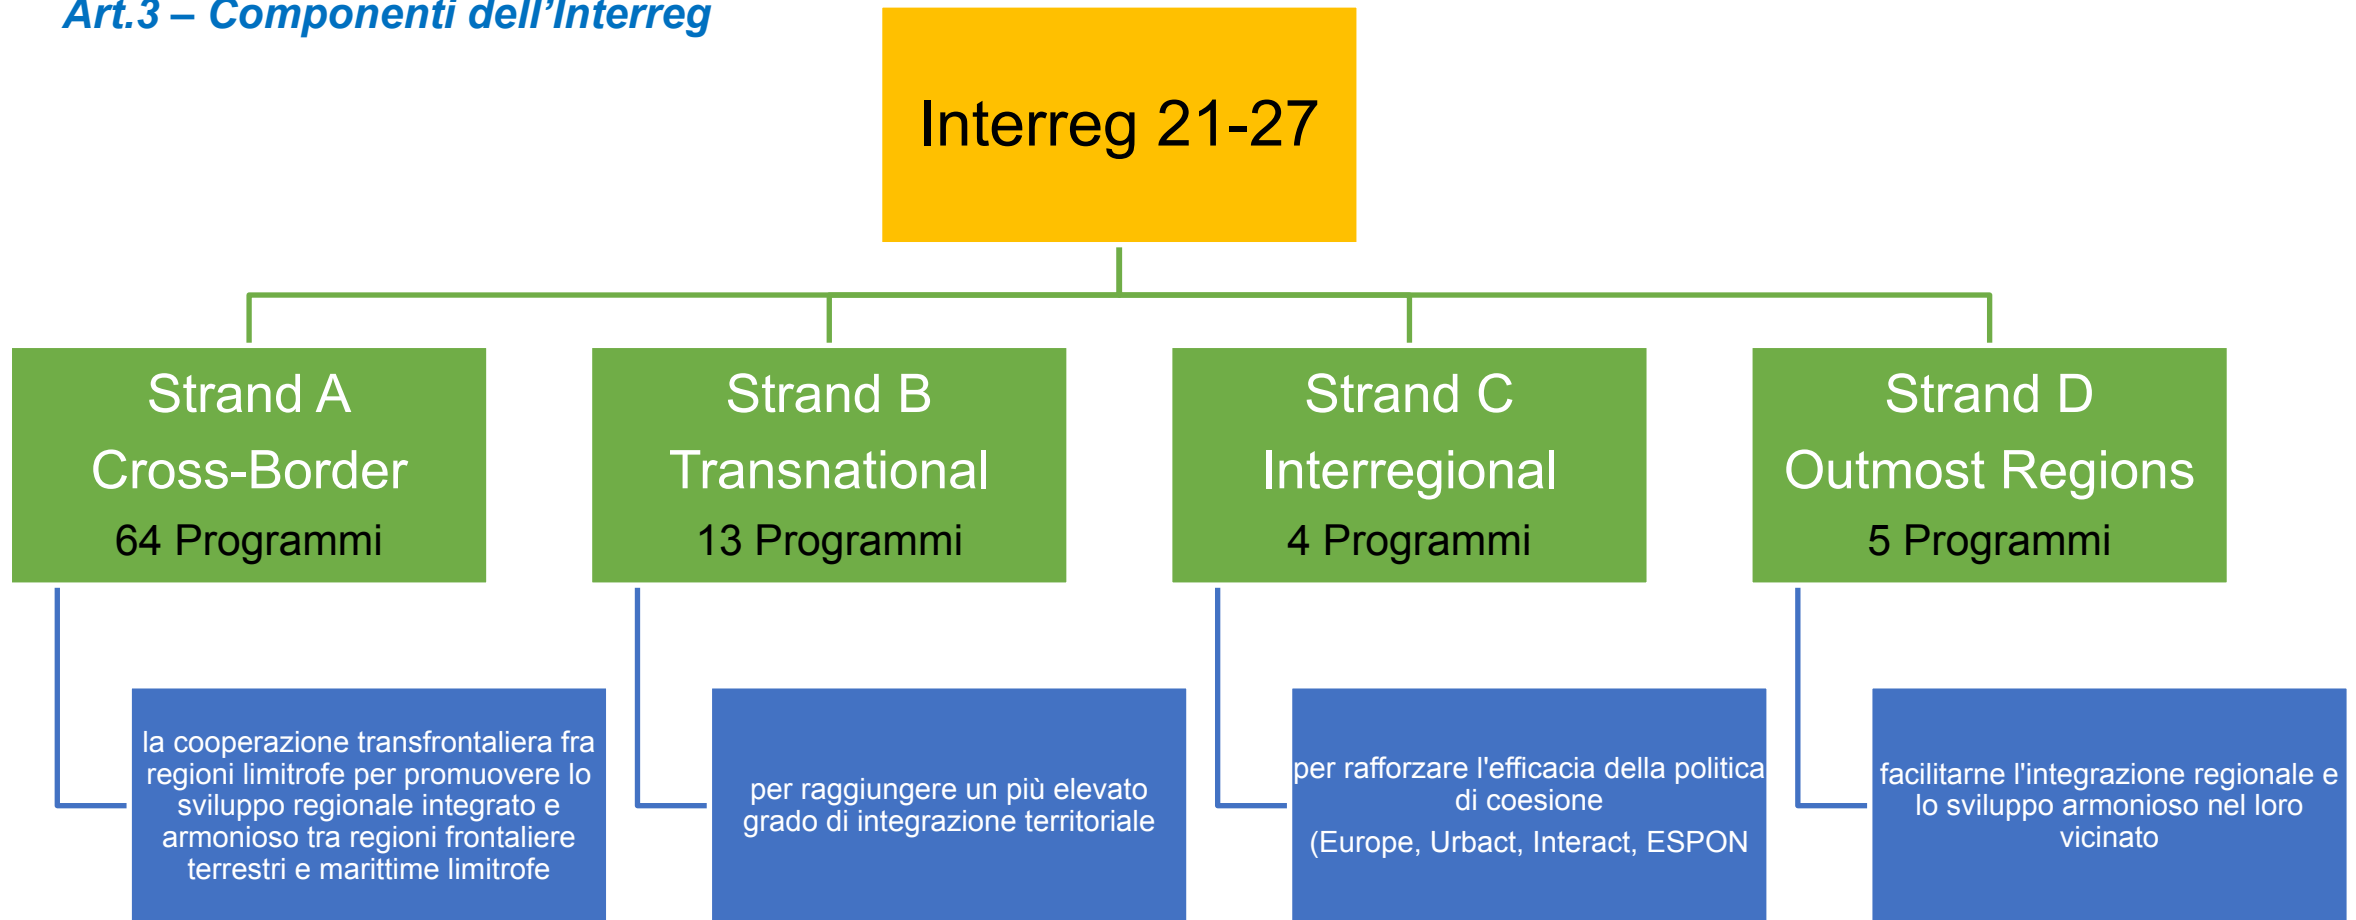 Art.3 – Componenti dell’Interreg
Interreg 21-27
Strand A
Cross-Border
64 Programmi
Strand B
Transnational
13 Programmi
Strand C
Interregional
4 Programmi
Strand D
Outmost Regions
5 Programmi
la cooperazione transfrontaliera fra
regioni limitrofe per promuovere lo
sviluppo regionale integrato e
armonioso tra regioni frontaliere
terrestri e marittime limitrofe
per raggiungere un più elevato
grado di integrazione territoriale
per rafforzare l'efficacia della politica
di coesione
(Europe, Urbact, Interact, ESPON
facilitarne l'integrazione regionale e
lo sviluppo armonioso nel loro
vicinato